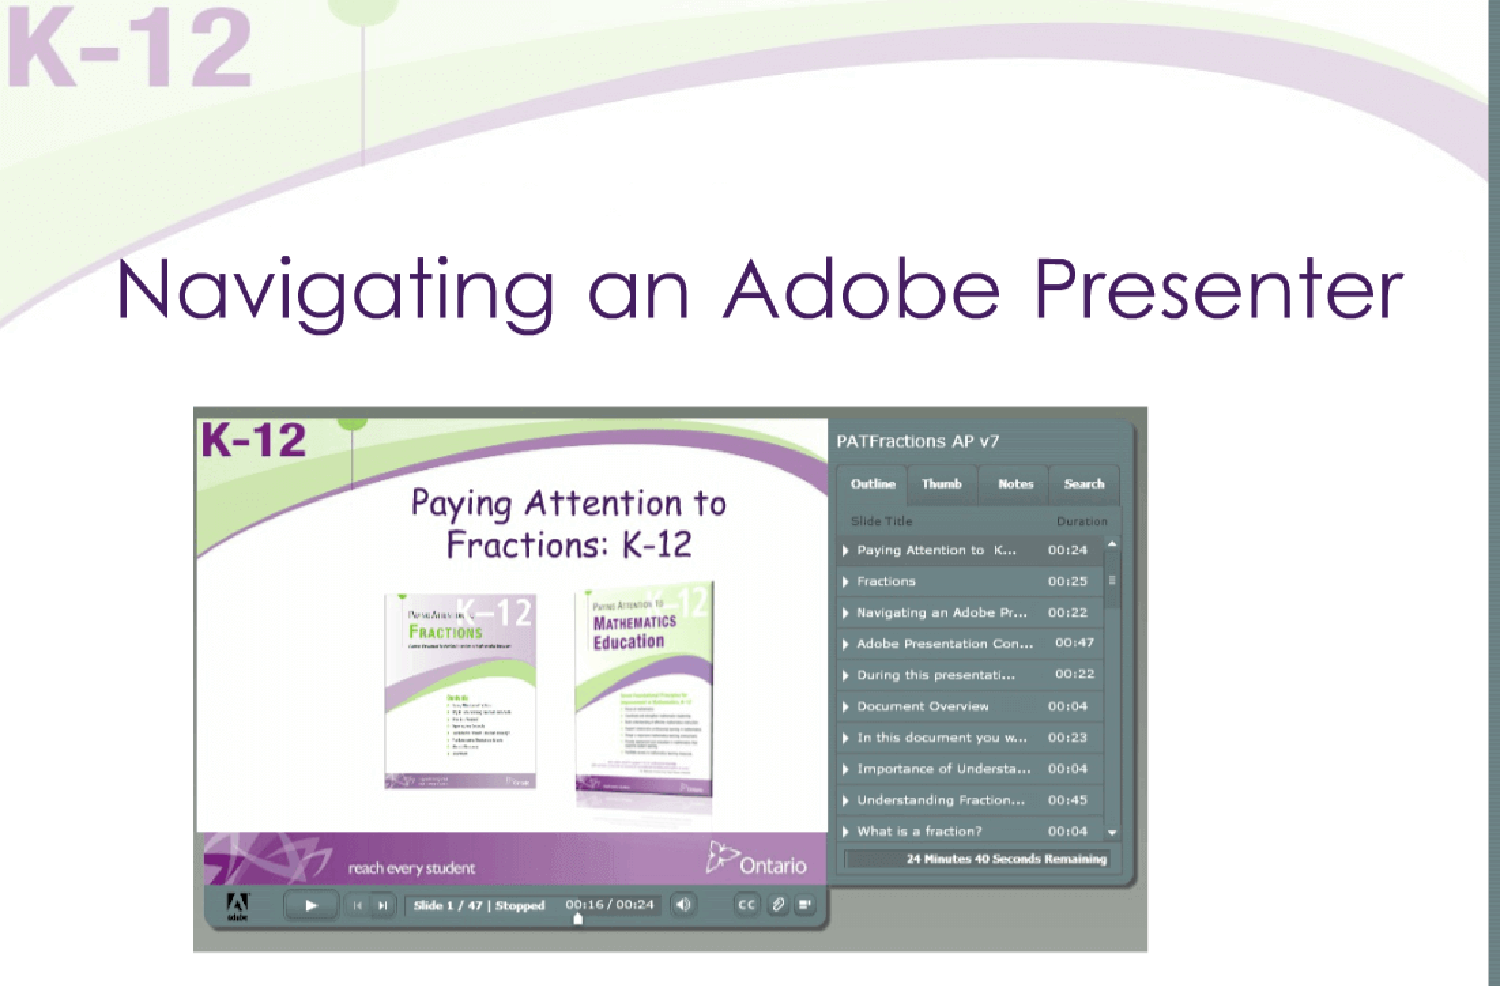 K-12
Navigating an Adobe Presenter
K-12
Paying Attention to
Fractions: K-12
K-12
FRACTIONS
K-12
PAYING ATTENTION TO
MATHEMATICS
Education
reach every student
Ontario
adobe
Slide 1 / 47 | Stopped
00:16 / 00:24
CC
PATFractions AP v7
Outline Thumb Notes Search
Slide Title Duration
Paying Attention to K... 00:24
Fractions 00:25
Navigating an Adobe Pr... 00:22
Adobe Presentation Con... 00:47
During this presentati... 00:22
Document Overview 00:04
In this document you w... 00:23
Importance of Understa... 00:04
Understanding Fraction... 00:45
What is a fraction? 00:04
24 Minutes 40 Seconds Remaining